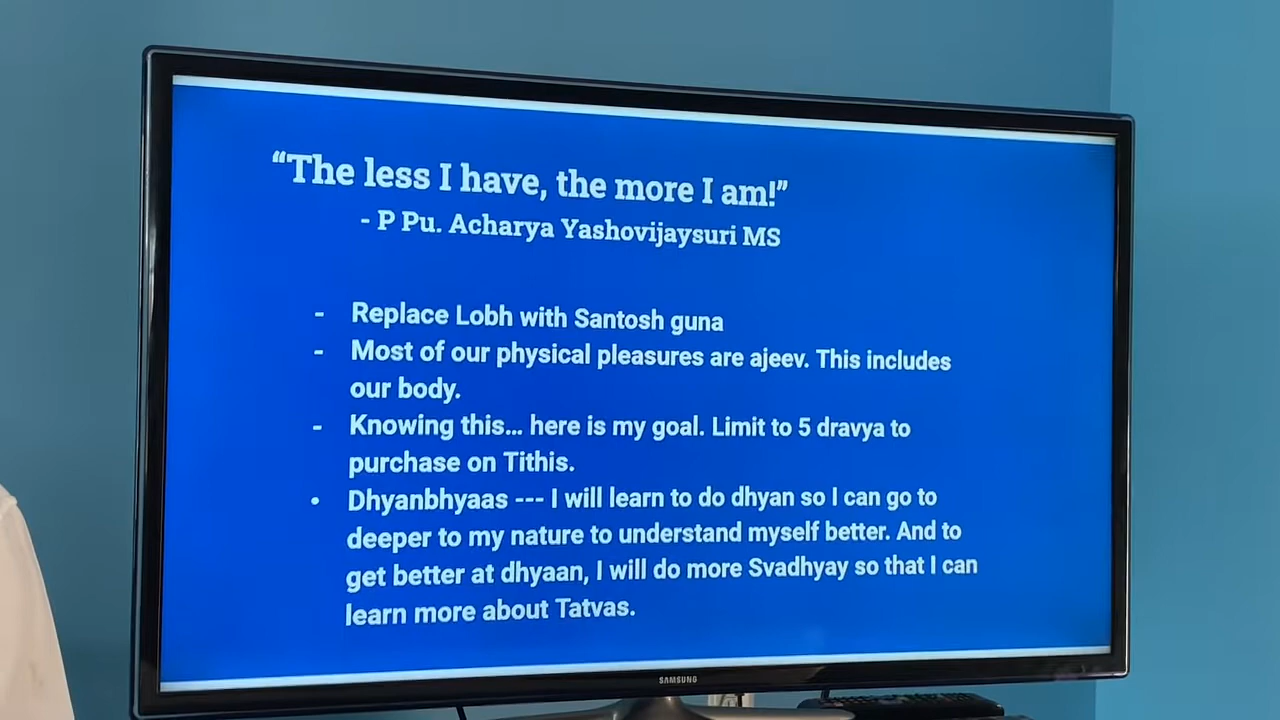 “The less I have, the more I am!”
- P Pu. Acharya Yashovijaysuri MS
- Replace Lobh with Santosh guna
- Most of our physical pleasures are ajeev. This includes
our body.
- Knowing this... here is my goal. Limit to 5 dravya to
purchase on Tithis.
• Dhyanbhyaas --- I will learn to do dhyan so I can go to
deeper to my nature to understand myself better. And to
get better at dhyaan, I will do more Svadhyay so that I can
learn more about Tatvas.
SAMSUNG